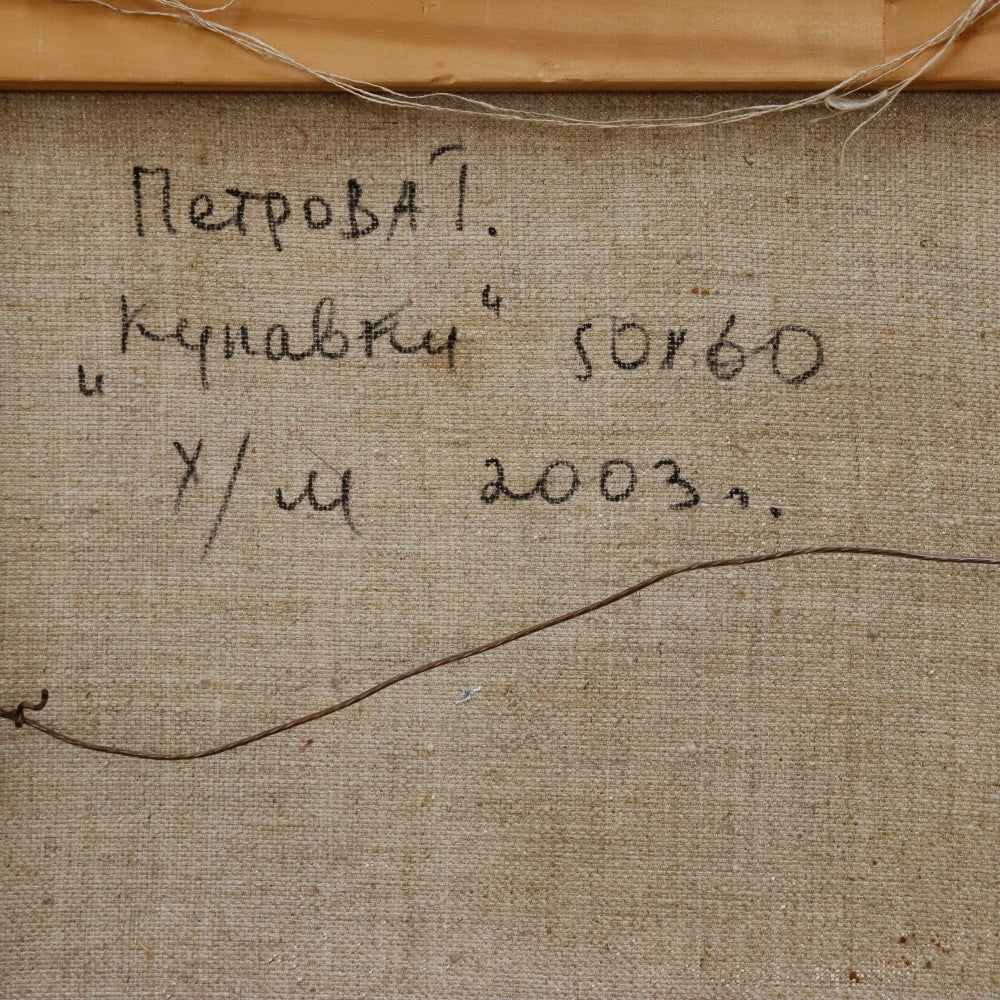 Петрова Т.
„Купавки“ 50х60
х/м 2003 г.